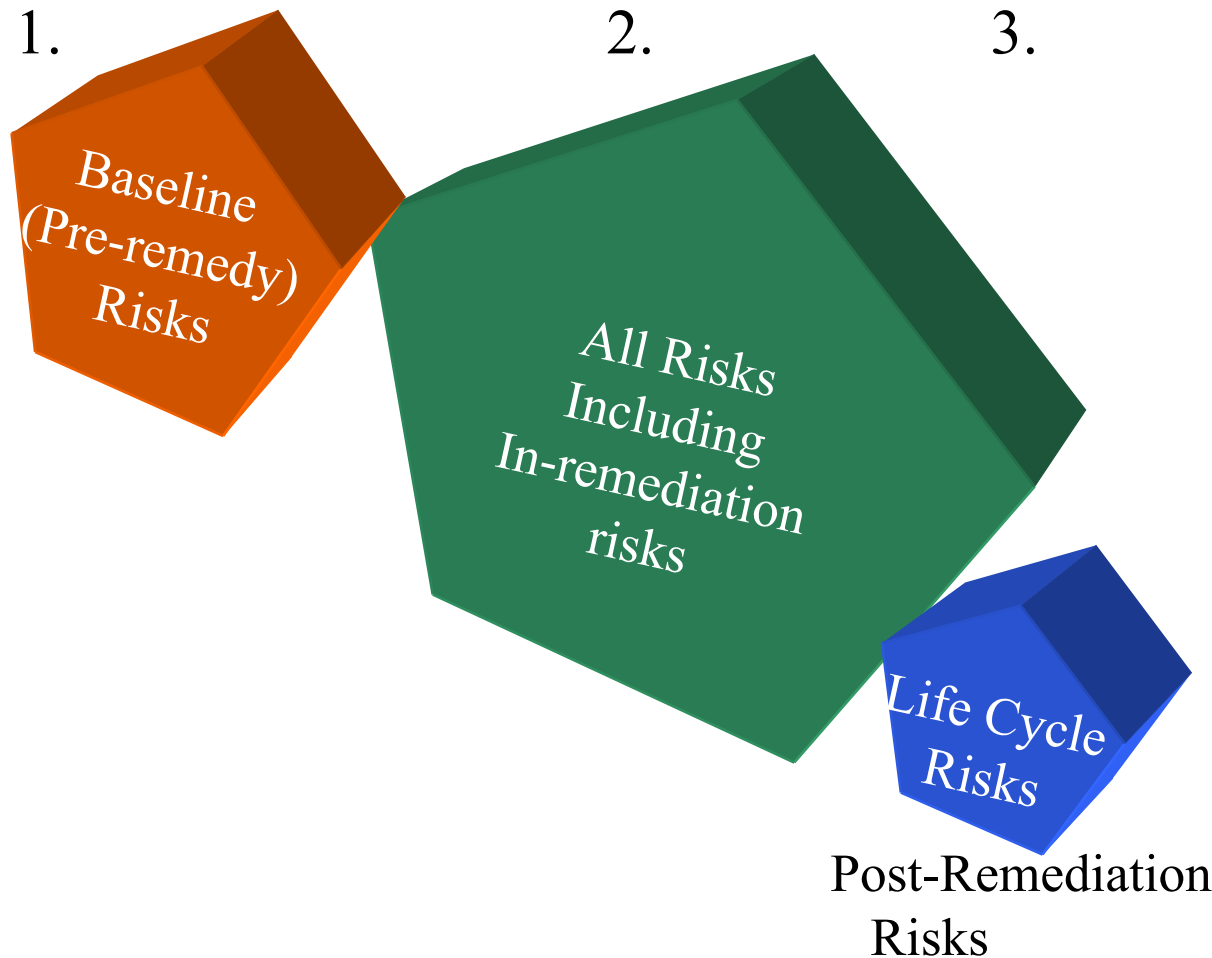 1.
2.
3.
Baseline
(Pre-remedy)
Risks
All Risks
Including
In-remediation
risks
Life Cycle
Risks
Post-Remediation
Risks